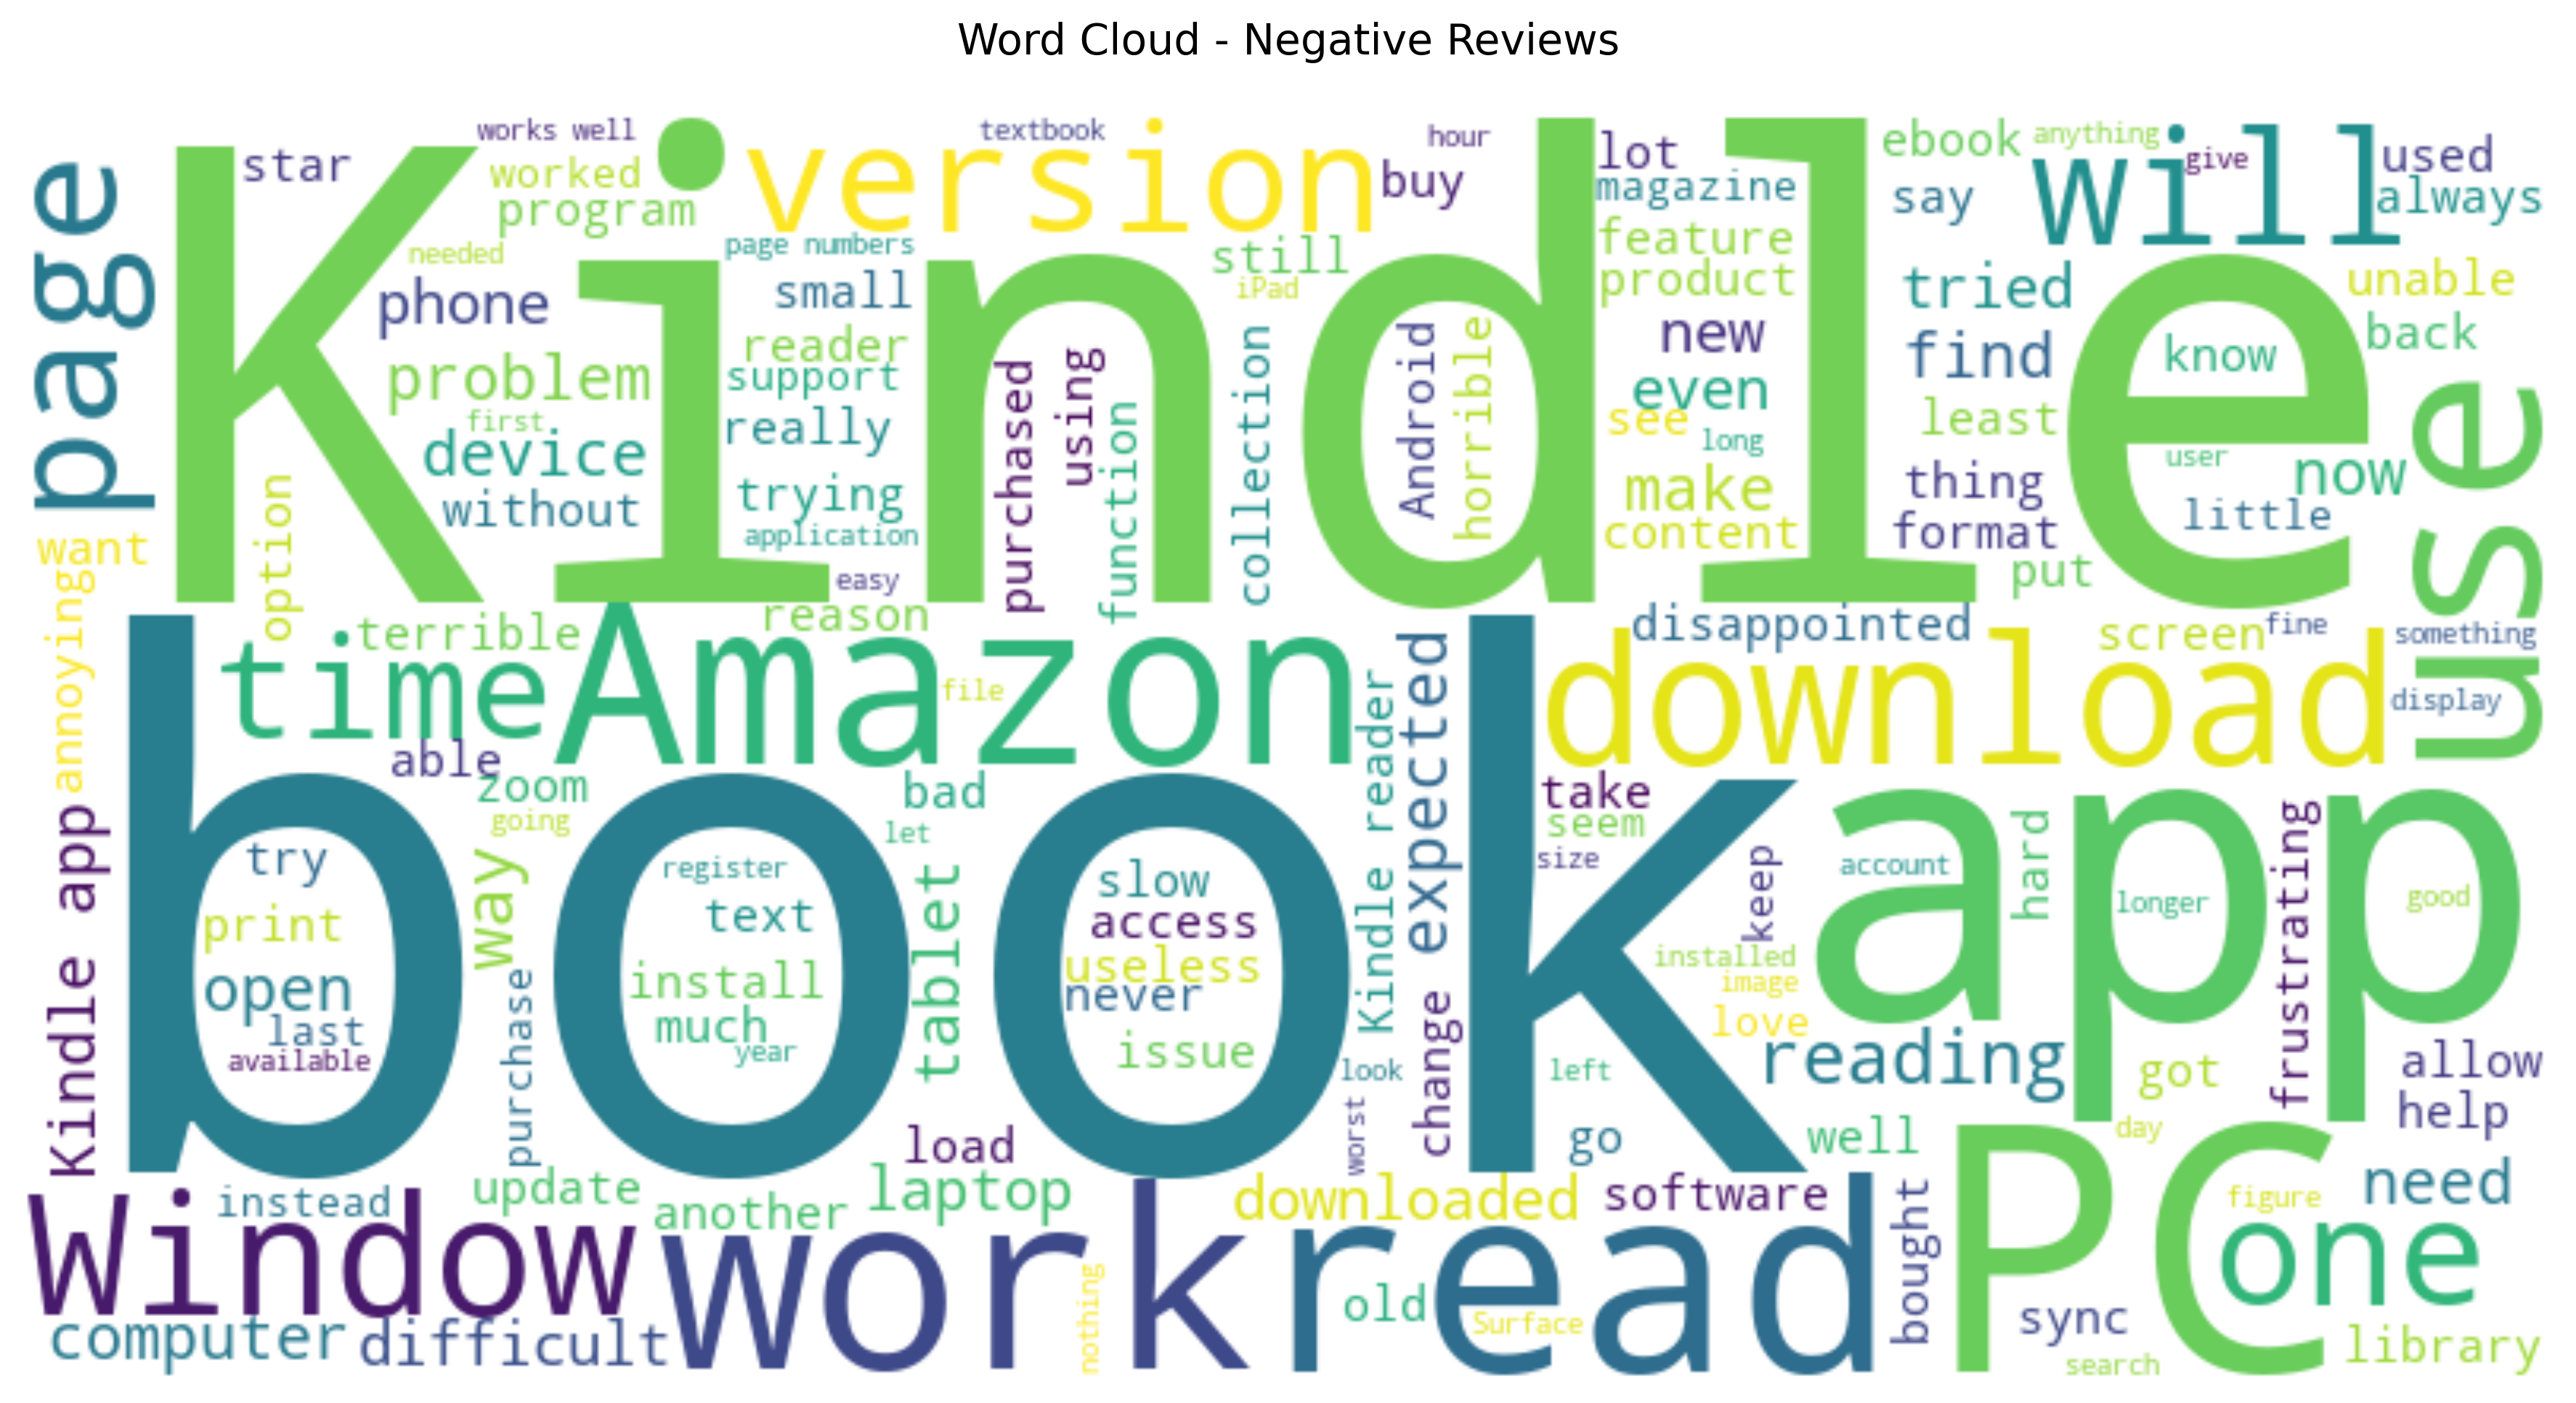 Word Cloud - Negative Reviews
works well
textbook
hour
lot
ebook
anything
will
give
used
star
worked
version
buy
magazine
say
always
program
page
Kindle
needed
page numbers
still
feature
product
iPad
tried
unable
phone
small
new
find
know
back
problem
reader
support
purchased
using
collection
Android
horrible
even
see
long
least
first
really
function
device
user
now
use
option
without
trying
make
thing
little
application
content
format
want
easy
put
annoying
terrible
reason
disappointed
screen
fine
something
time
Amazon
file
Kindle reader
expected
download
display
able
zoom
bad
take
going
let
seem
Kindle app
book
try
way
register
tablet
slow
size
keep
account
app
hard
longer
frustrating
good
print
text
access
open
install
useless
installed
never
image
last
much
love
available
purchase
year
issue
look
change
left
reading
got
allow
worst
load
go
well
day
help
instead
update
another
laptop
downloaded
software
bought
PC
need
figure
Window
work
read
one
nothing
old
Surface
sync
computer
difficult
library
search